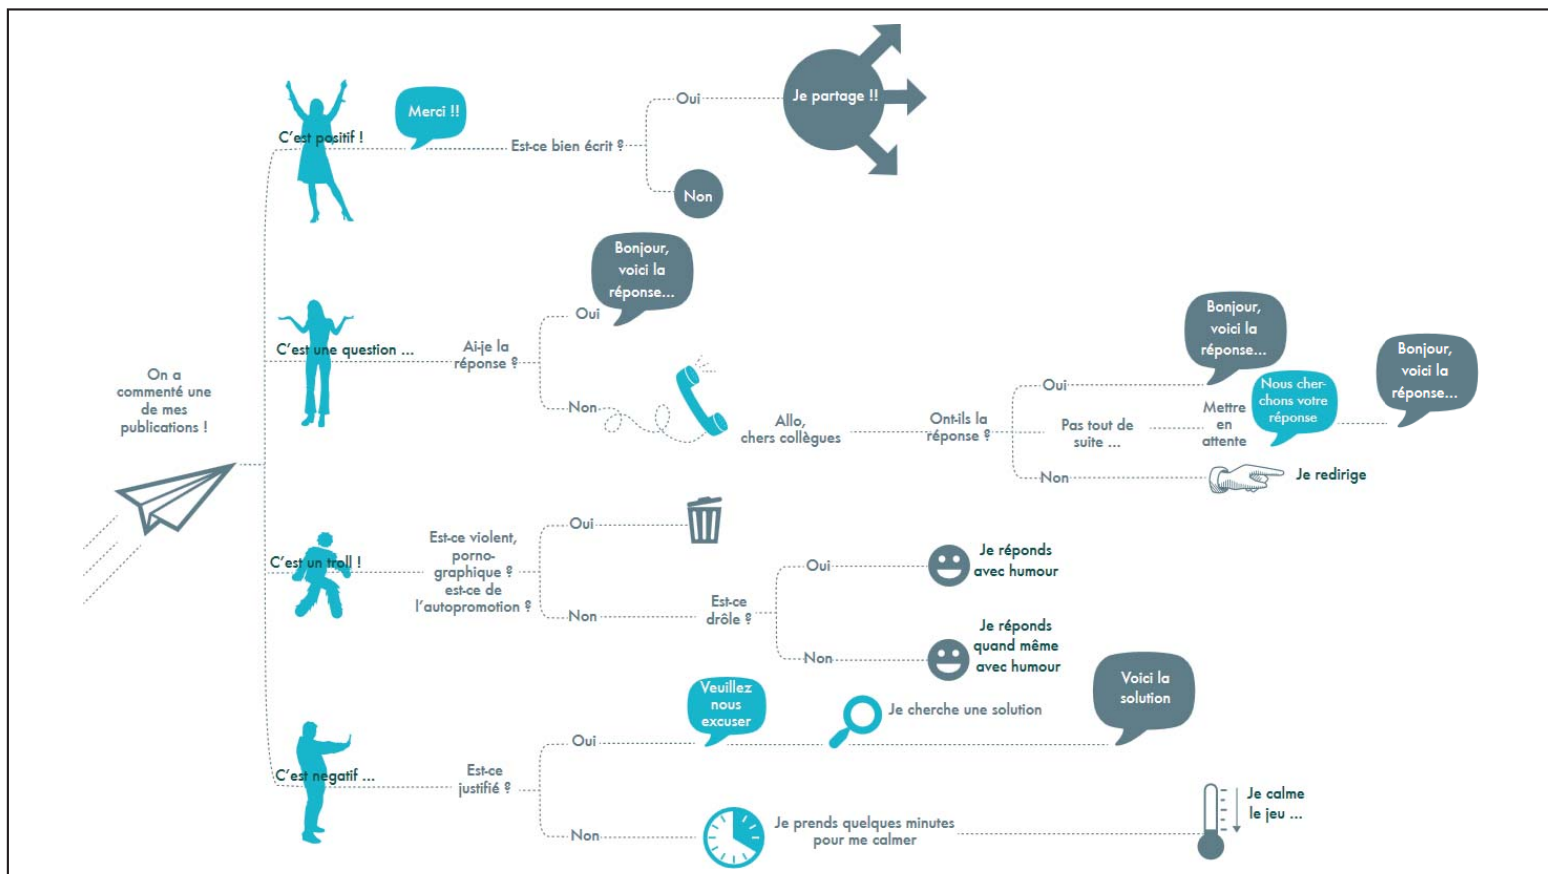 On a
commenté une
de mes
publications !
C'est positif !
Merci !!
Est-ce bien écrit ?
Oui
Je partage !!
Non
C'est une question ...
Ai-je la
réponse ?
Oui
Bonjour,
voici la
réponse...
Non
Allo,
chers collègues
Ont-ils la
réponse ?
Oui
Bonjour,
voici la
réponse...
Pas tout de
suite ...
Mettre
en
attente
Nous cher-
chons votre
réponse
Bonjour,
voici la
réponse...
Non
Je redirige
C'est un troll !
Est-ce violent,
porno-
graphique ?
est-ce de
l'autopromotion ?
Oui
Non
Est-ce
drôle ?
Oui
Je réponds
avec humour
Non
Je réponds
quand même
avec humour
C'est negatif ...
Est-ce
justifié ?
Oui
Veuillez
nous
excuser
Je cherche une solution
Voici la
solution
Non
Je prends quelques minutes
pour me calmer
Je calme
le jeu ...